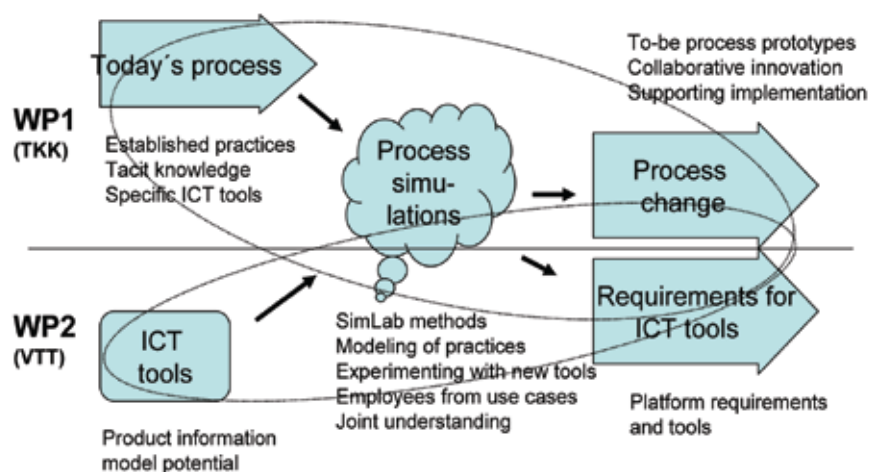 Today´s process
WP1
(TKK)
Established practices
Tacit knowledge
Specific ICT tools
Process
simu-
lations
To-be process prototypes
Collaborative innovation
Supporting implementation
Process
change
WP2
(VTT)
ICT
tools
Product information
model potential
SimLab methods
Modeling of practices
Experimenting with new tools
Employees from use cases
Joint understanding
Requirements for
ICT tools
Platform requirements
and tools